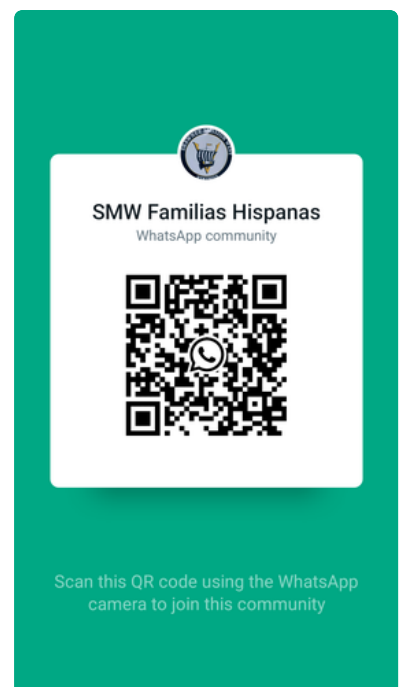 SMW Familias Hispanas
WhatsApp community
Scan this QR code using the WhatsApp
camera to join this community